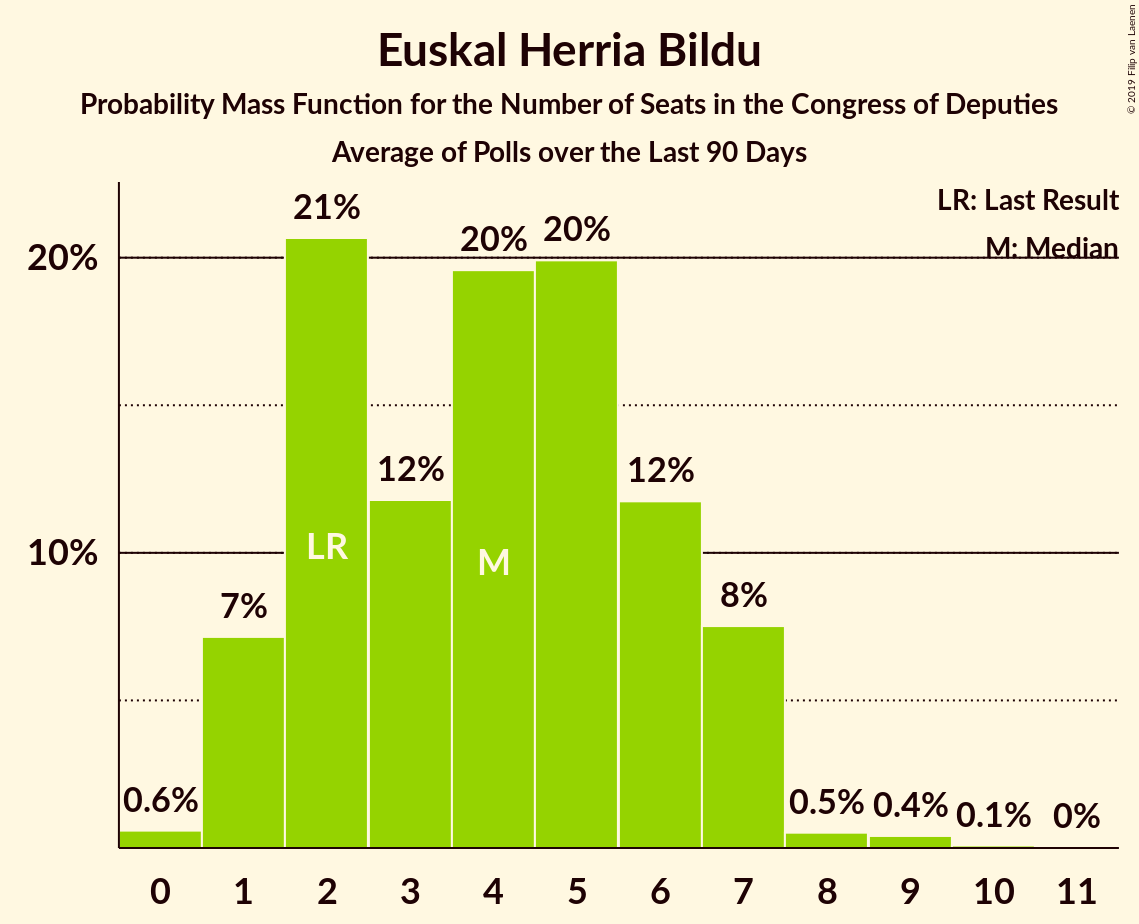 Euskal Herria Bildu
Probability Mass Function for the Number of Seats in the Congress of Deputies
Average of Polls over the Last 90 Days
© 2019 Filip van Laenen
LR: Last Result
M: Median
20%
10%
0.6%
7%
21%
12%
20%
20%
12%
8%
0.5%
0.4%
0.1%
0%
LR
M
0 1 2 3 4 5 6 7 8 9 10 11